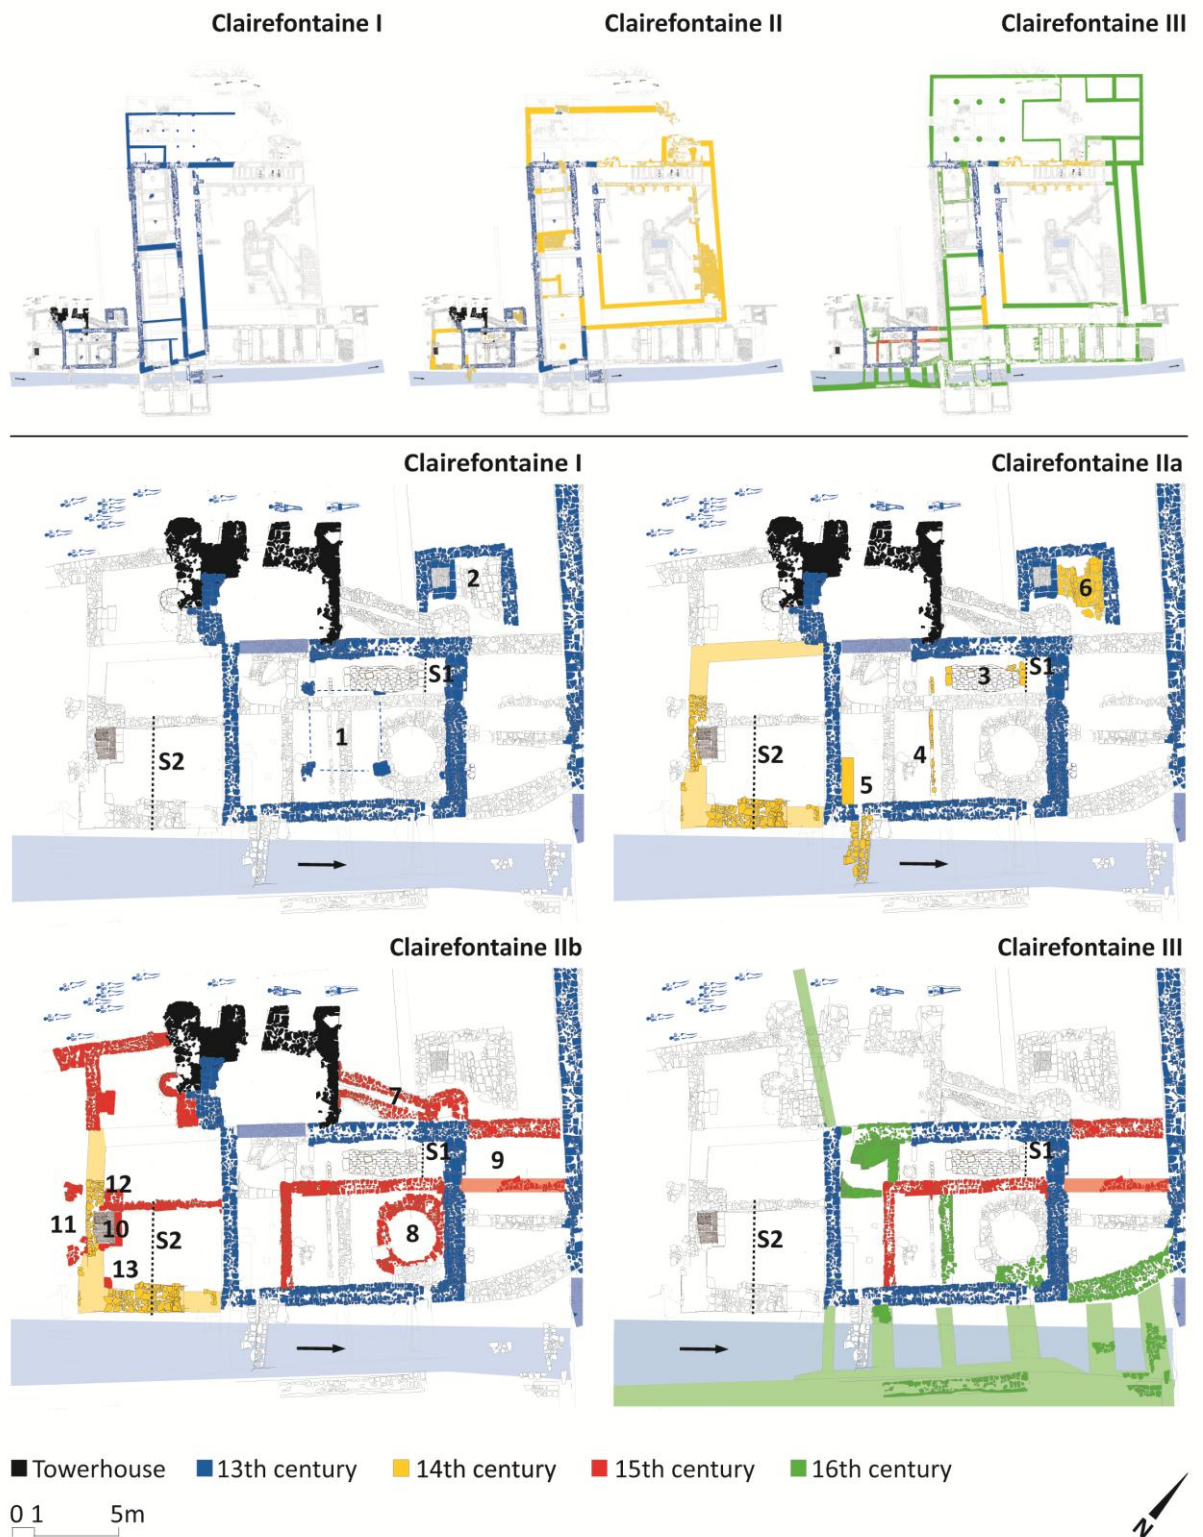 Clairefontaine I
Clairefontaine II
Clairefontaine III
Clairefontaine I
Clairefontaine IIa
2
S1
1
S2
6
S1
3
S2
4
5
Clairefontaine IIb
Clairefontaine III
7
S1
9
12
11
10
S2
8
13
S1
S2
Towerhouse
13th century
14th century
15th century
16th century
0 1 5m
N